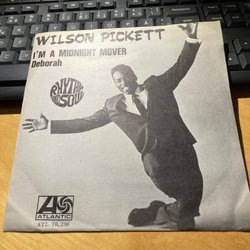 WILSON PICKETT
I'M A MIDNIGHT MOVER
Deborah
RHYTHM
SOUL
ATLANTIC